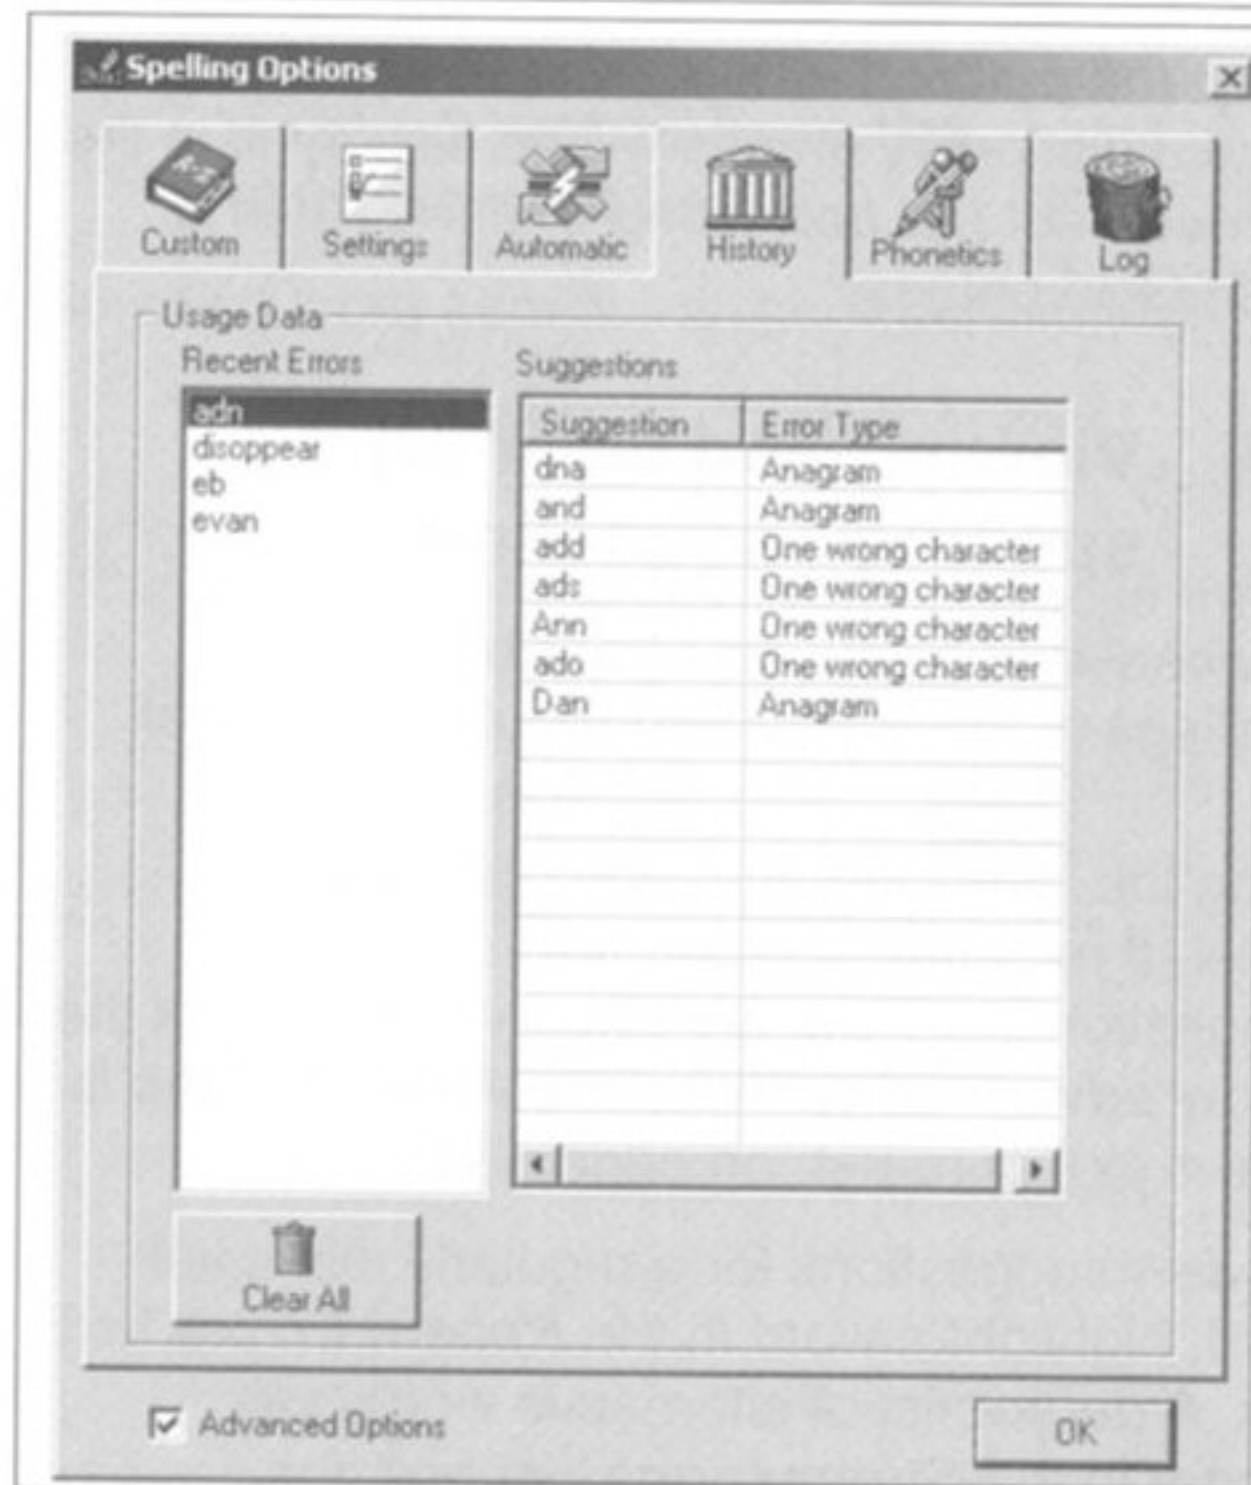 Spelling Options
Custom
Settings
Automatic
History
Phonetics
Log
Usage Data
Recent Errors
adn
disoppear
eb
evan
Suggestions
Suggestion Error Type
dna Anagram
and Anagram
add One wrong character
ads One wrong character
Ann One wrong character
ado One wrong character
Dan Anagram
Clear All
Advanced Options
OK